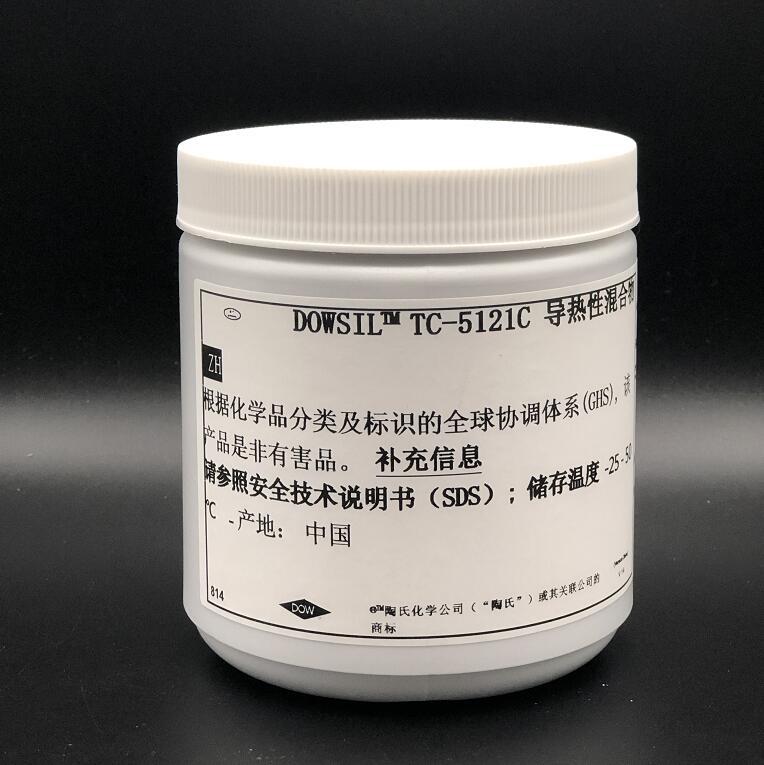 DOWSIL™ TC-5121C 导热性混合物
ZH
根据化学品分类及标识的全球协调体系(GHS), 该
产品是非有害品。 补充信息
请参照安全技术说明书（SDS）; 储存温度 -25-50
℃ -产地: 中国
814
DOW
®™陶氏化学公司（“陶氏”）或其关联公司的
商标